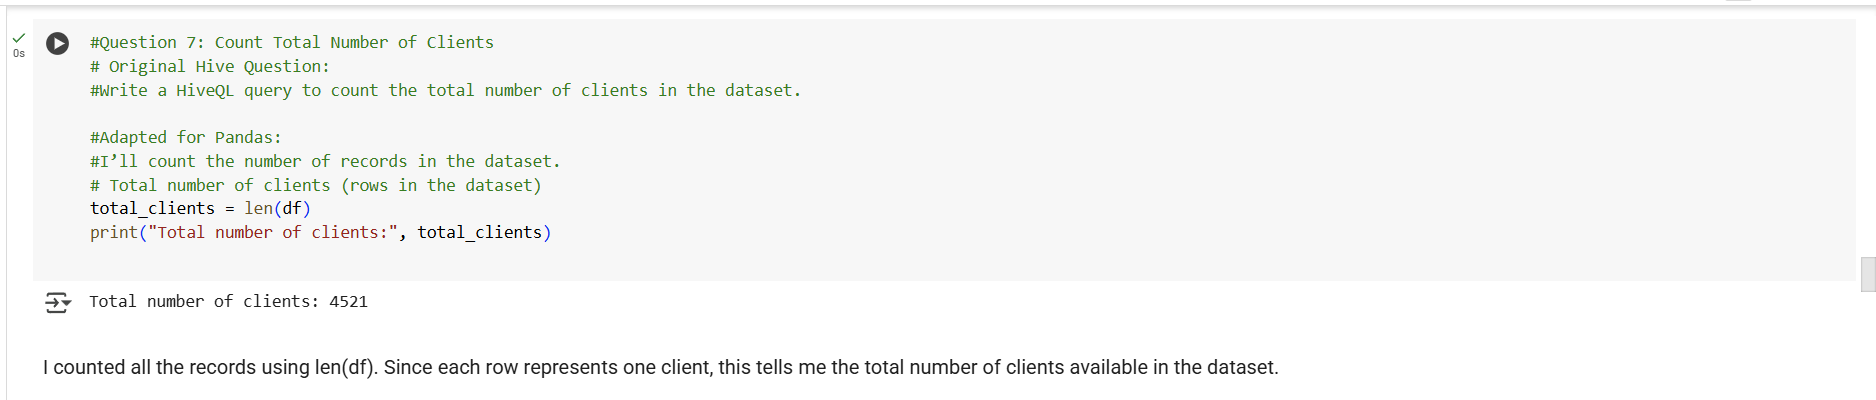 #Question 7: Count Total Number of Clients
# Original Hive Question:
#Write a HiveQL query to count the total number of clients in the dataset.
#Adapted for Pandas:
#I’ll count the number of records in the dataset.
# Total number of clients (rows in the dataset)
total_clients = len(df)
print("Total number of clients:", total_clients)
0s
Total number of clients: 4521
I counted all the records using len(df). Since each row represents one client, this tells me the total number of clients available in the dataset.